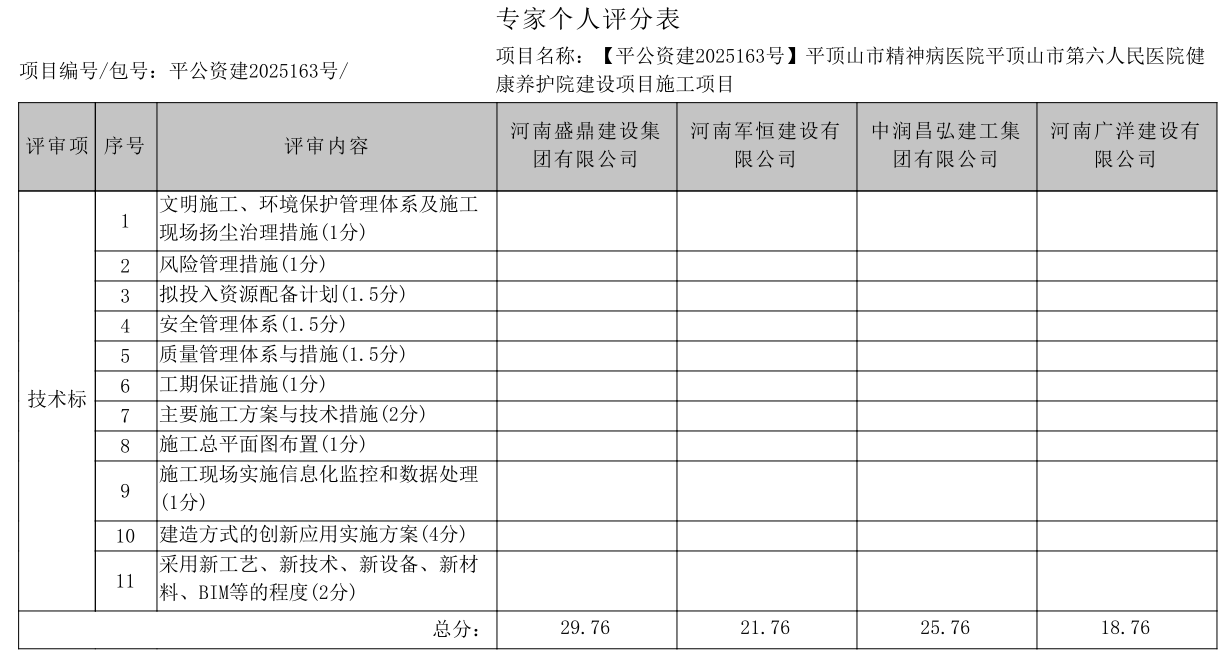 专家个人评分表
项目编号/包号：平公资建2025163号/
项目名称：【平公资建2025163号】平顶山市精神病医院平顶山市第六人民医院健
康养护院建设项目施工项目
评审项 序号 评审内容 河南盛鼎建设集 河南军恒建设有 中润昌弘建工集 河南广洋建设有
团有限公司 限公司 团有限公司 限公司
技术标
1 文明施工、环境保护管理体系及施工
现场扬尘治理措施(1分)
2 风险管理措施(1分)
3 拟投入资源配备计划(1.5分)
4 安全管理体系(1.5分)
5 质量管理体系与措施(1.5分)
6 工期保证措施(1分)
7 主要施工方案与技术措施(2分)
8 施工总平面图布置(1分)
9 施工现场实施信息化监控和数据处理
(1分)
10 建造方式的创新应用实施方案(4分)
11 采用新工艺、新技术、新设备、新材
料、BIM等的程度(2分)
总分： 29.76 21.76 25.76 18.76